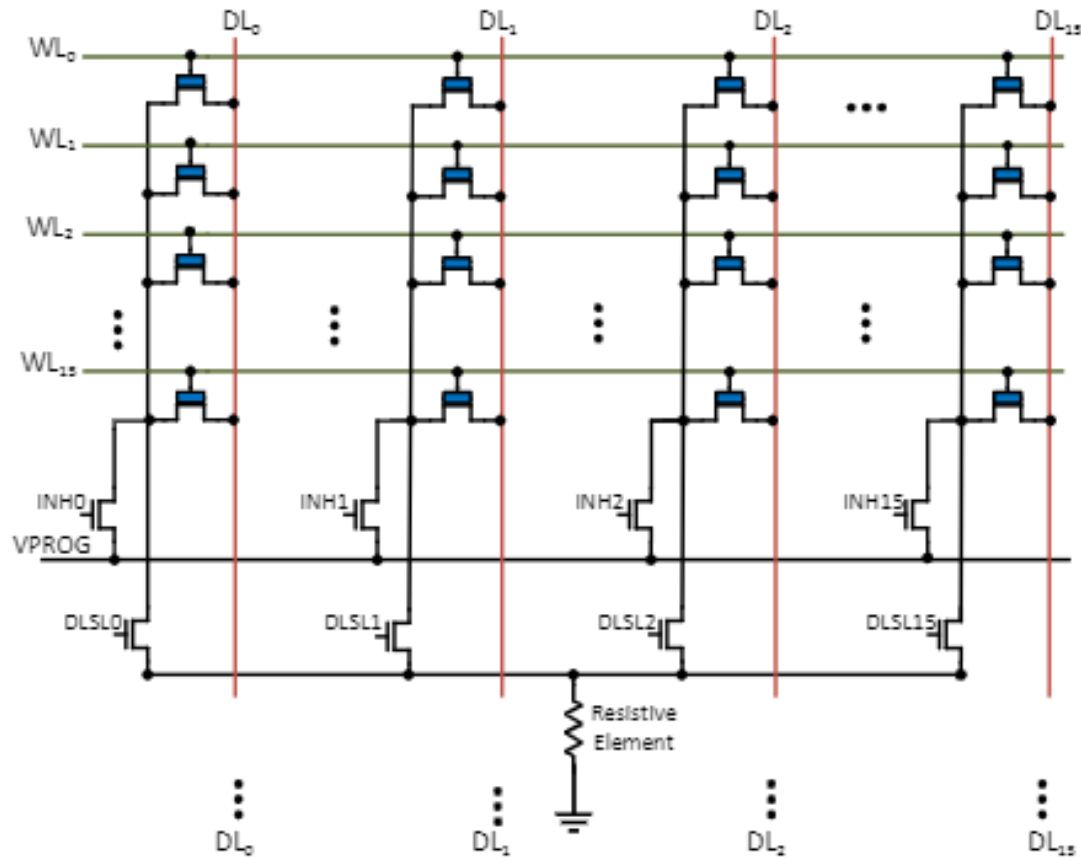 DL₀ DL₁ DL₂ DL₁₅
WL₀
WL₁
WL₂
WL₁₅
INH0 INH1 INH2 INH15
VPROG
DLSL0 DLSL1 DLSL2 DLSL15
Resistive
Element
DL₀ DL₁ DL₂ DL₁₅